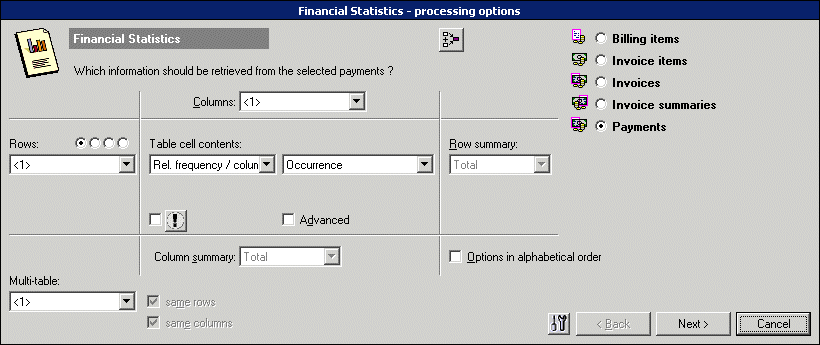 Financial Statistics - processing options
Financial Statistics
Which information should be retrieved from the selected payments ?
Billing items
Invoice items
Invoices
Invoice summaries
Payments
Columns: <1>
Rows:
<1>
Table cell contents:
Rel. frequency / colun
Occurrence
Row summary:
Total
Advanced
Column summary: Total
Options in alphabetical order
Multi-table:
<1>
same rows
same columns
< Back
Next >
Cancel